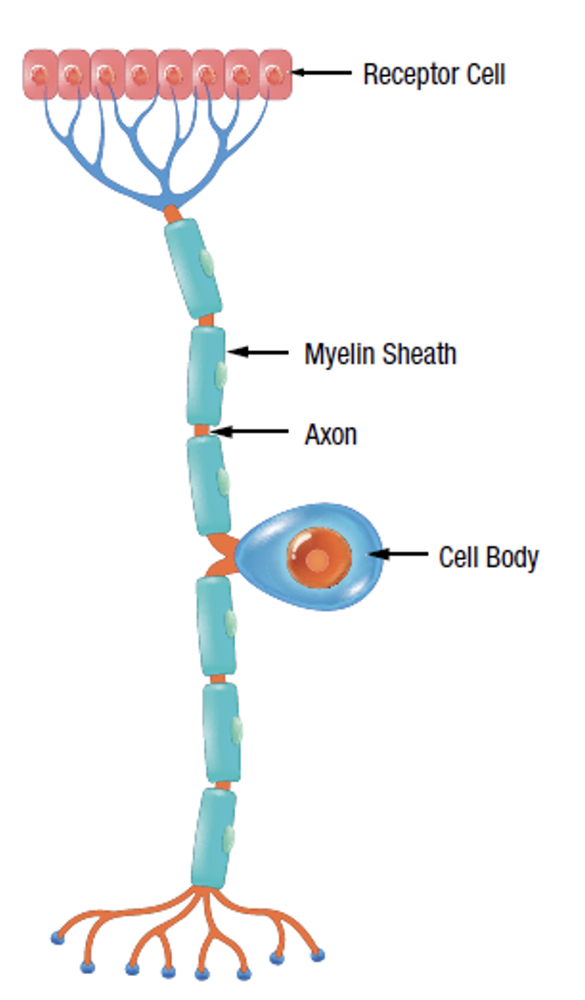 Receptor Cell
Myelin Sheath
Axon
Cell Body